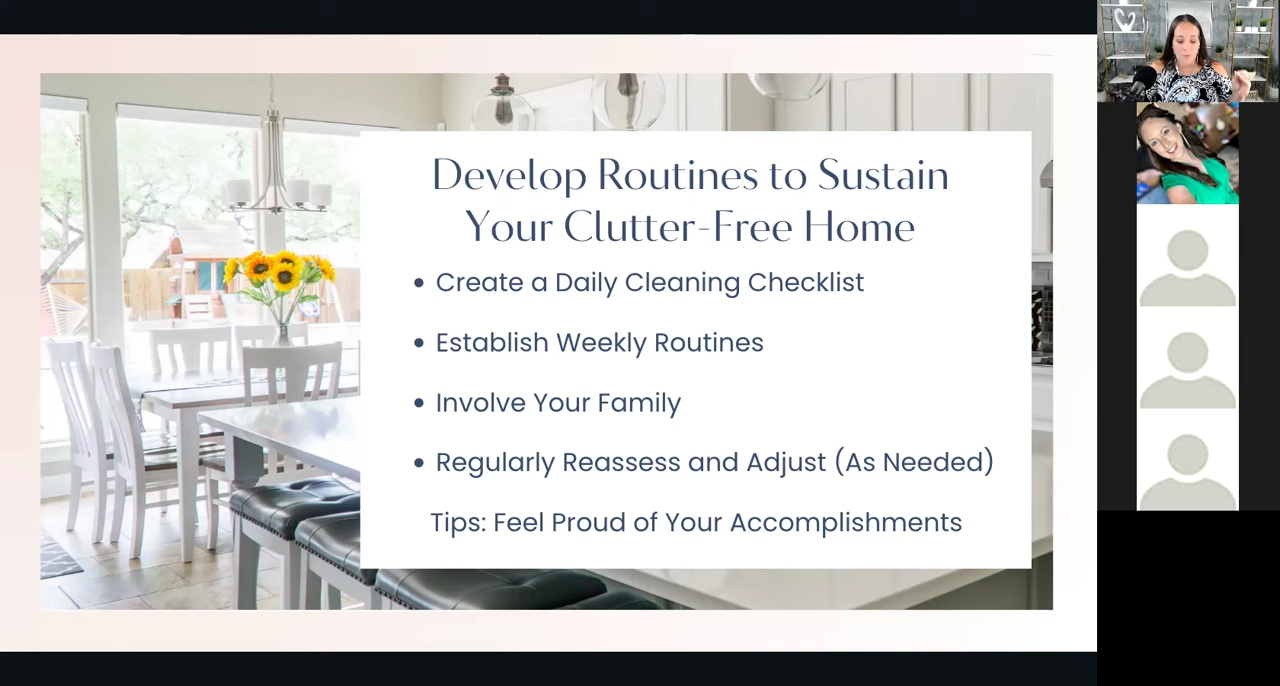 Develop Routines to Sustain
Your Clutter-Free Home
• Create a Daily Cleaning Checklist
• Establish Weekly Routines
• Involve Your Family
• Regularly Reassess and Adjust (As Needed)
Tips: Feel Proud of Your Accomplishments